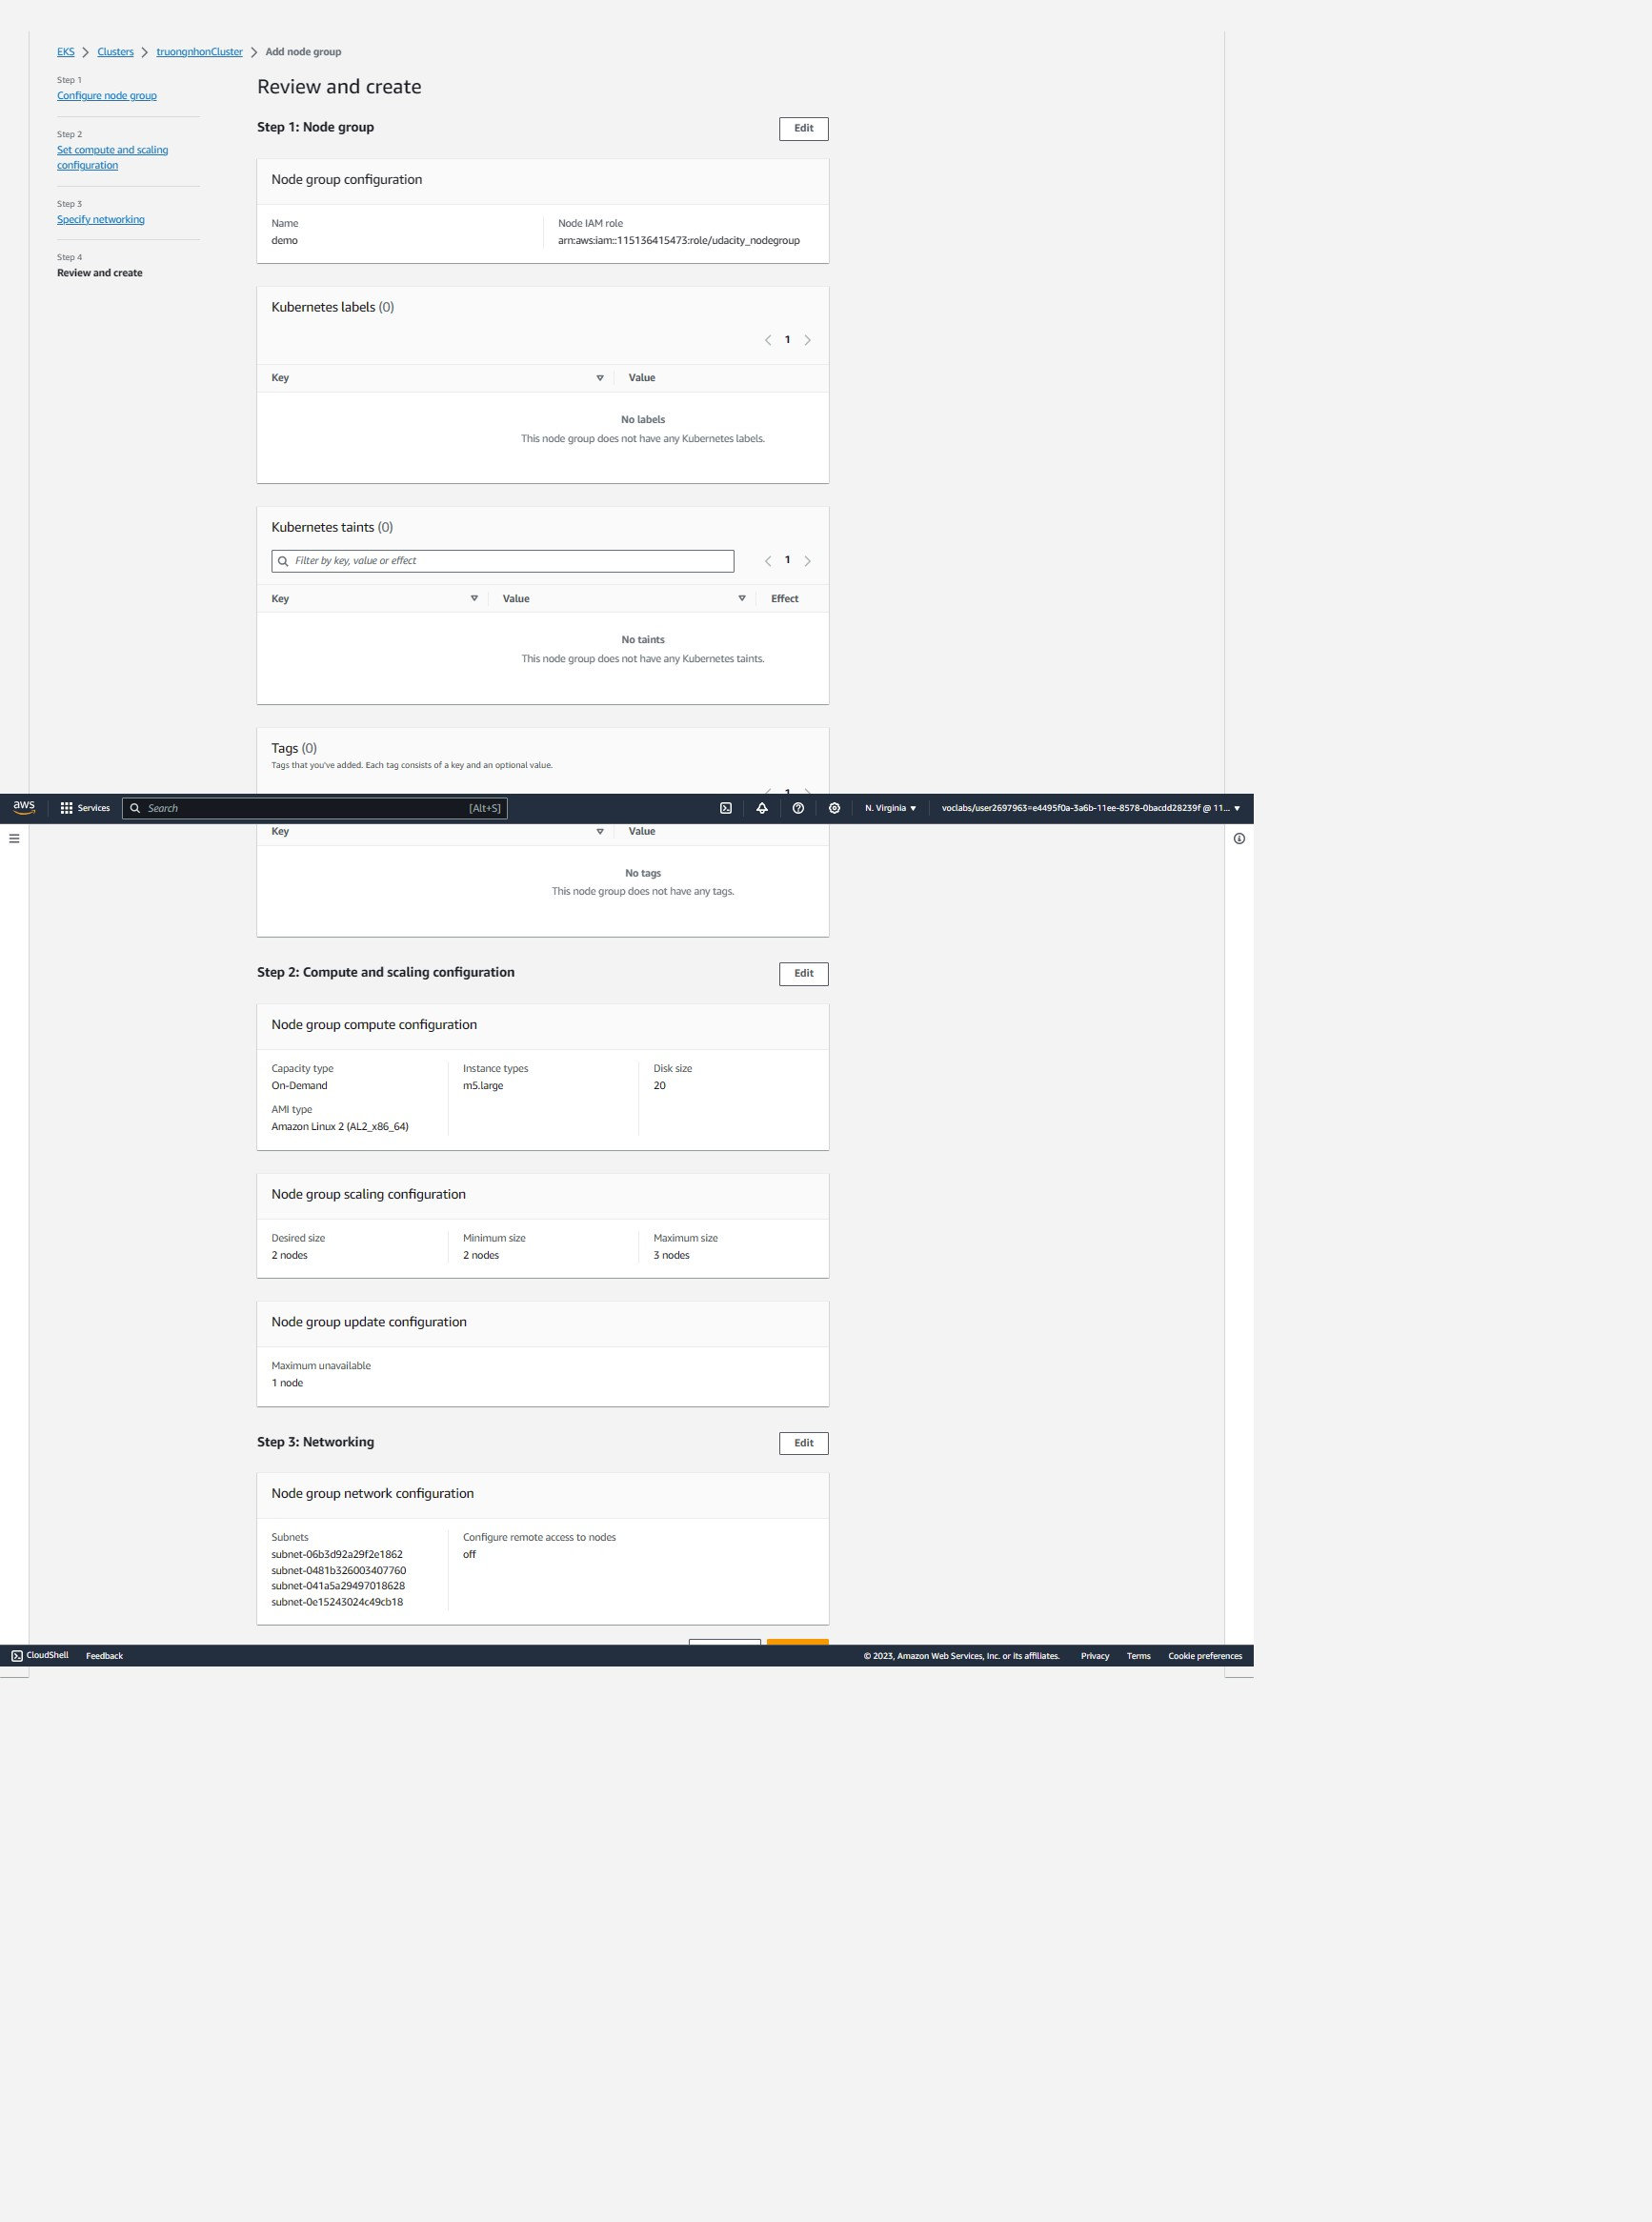 EKS > Clusters > truongnhonCluster > Add node group
Step 1
Configure node group
Step 2
Set compute and scaling
configuration
Step 3
Specify networking
Step 4
Review and create
Review and create
Step 1: Node group
Edit
Node group configuration
Name
demo
Node IAM role
arn:aws:iam::115136415473:role/udacity_nodegroup
Kubernetes labels (0)
1
Key
Value
No labels
This node group does not have any Kubernetes labels.
Kubernetes taints (0)
Filter by key, value or effect
1
Key
Value
Effect
No taints
This node group does not have any Kubernetes taints.
Tags (0)
Tags that you've added. Each tag consists of a key and an optional value.
1
aws
Services
Search
[Alt+S]
N. Virginia
voclabs/user2697963=e4495f0a-3a6b-11ee-8578-0bacdd28239f @ 11...
Key
Value
No tags
This node group does not have any tags.
Step 2: Compute and scaling configuration
Edit
Node group compute configuration
Capacity type
On-Demand
AMI type
Amazon Linux 2 (AL2_x86_64)
Instance types
m5.large
Disk size
20
Node group scaling configuration
Desired size
2 nodes
Minimum size
2 nodes
Maximum size
3 nodes
Node group update configuration
Maximum unavailable
1 node
Step 3: Networking
Edit
Node group network configuration
Subnets
subnet-06b3d92a29f2e1862
subnet-0481b326003407760
subnet-041a5a29497018628
subnet-0e15243024c49cb18
Configure remote access to nodes
off
CloudShell
Feedback
© 2023, Amazon Web Services, Inc. or its affiliates.
Privacy
Terms
Cookie preferences